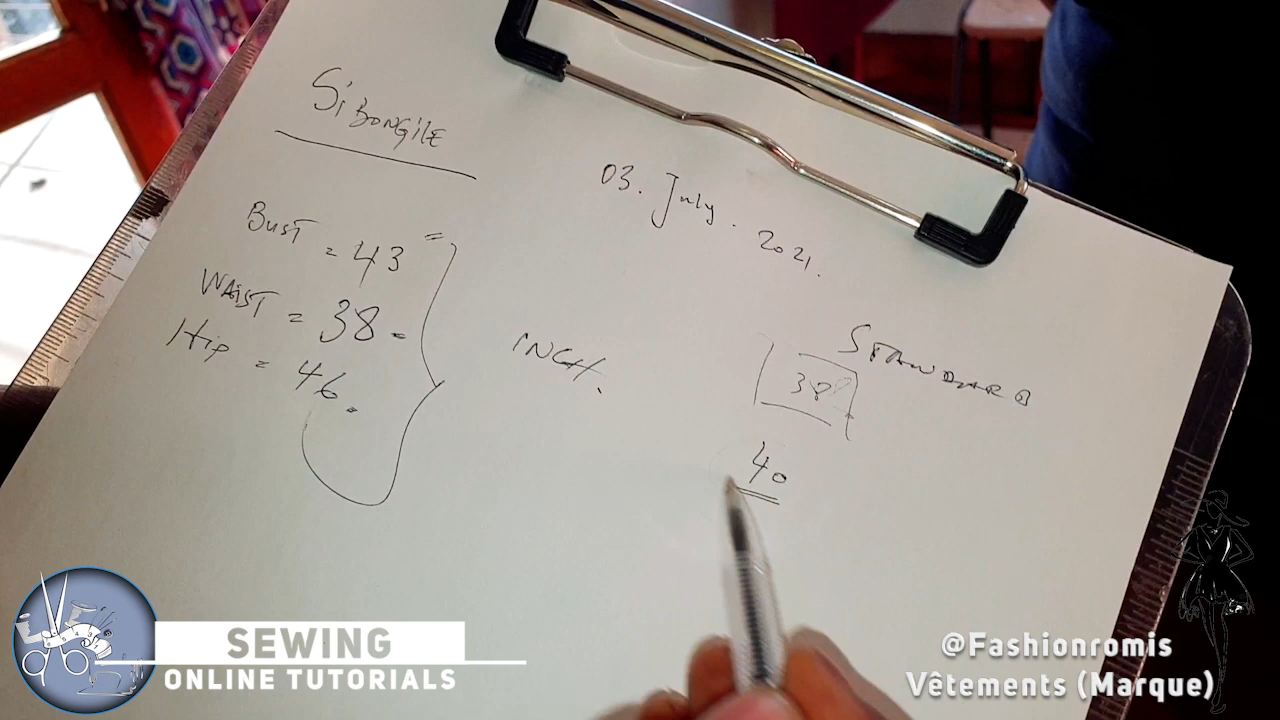 SiBONGiLE
03. July. 2021.
BUST = 43 =
WAIST = 38 =
Hip = 46.
INCH.
STANDARD
38
40
SEWING
ONLINE TUTORIALS
@Fashionromis
Vêtements (Marque)